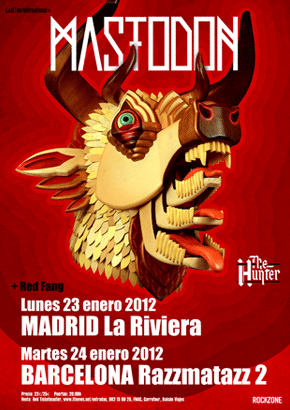 MASTODON
The
Hunter
+ Red Fang
Lunes 23 enero 2012
MADRID La Riviera
Martes 24 enero 2012
BARCELONA Razzmatazz 2
ROCKZONE